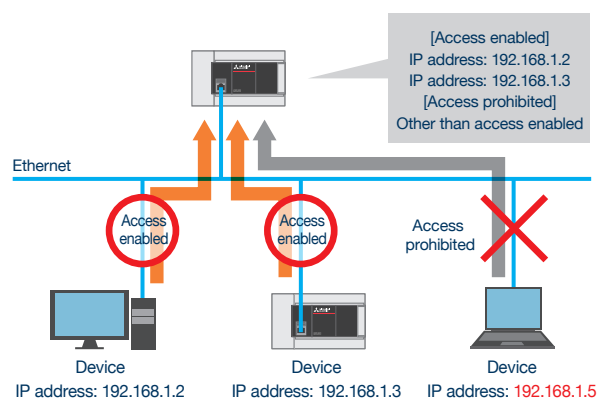 [Access enabled]
IP address: 192.168.1.2
IP address: 192.168.1.3
[Access prohibited]
Other than access enabled
Ethernet
Access
enabled
Access
enabled
Access
prohibited
Device
IP address: 192.168.1.2
Device
IP address: 192.168.1.3
Device
IP address: 192.168.1.5